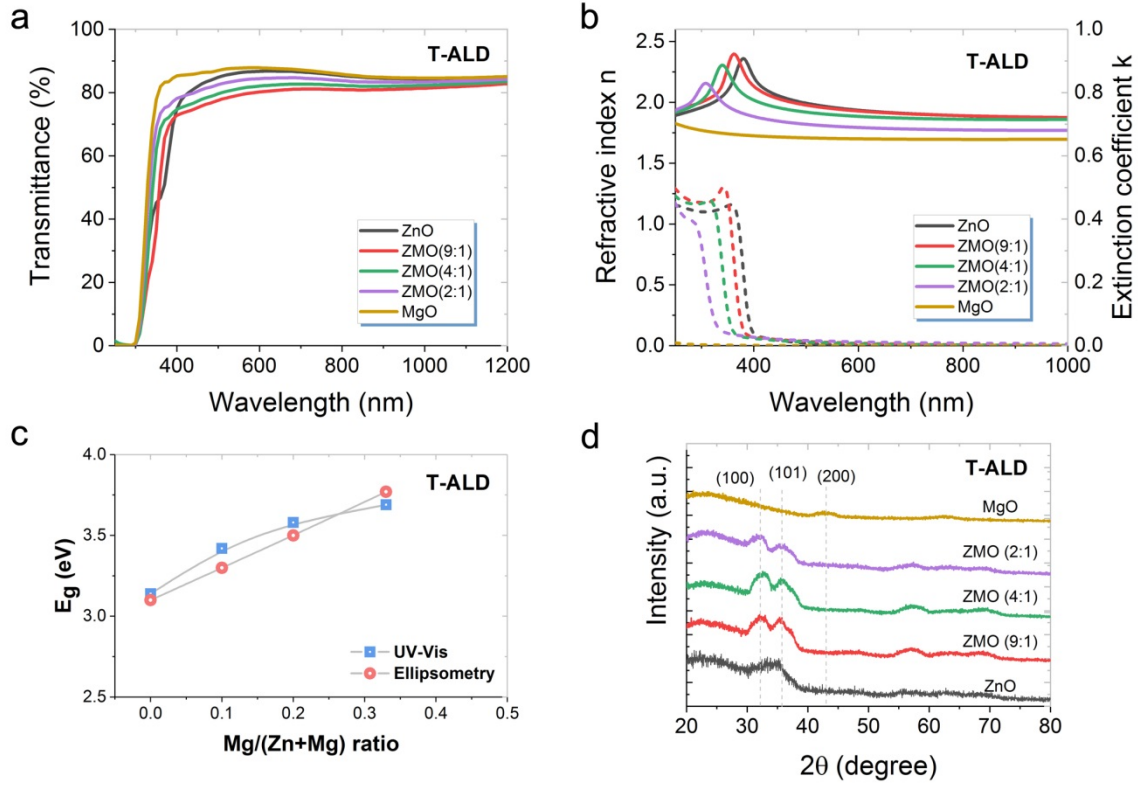 a
T-ALD
Transmittance (%)
100
80
60
40
20
0
ZnO
ZMO(9:1)
ZMO(4:1)
ZMO(2:1)
MgO
400 600 800 1000 1200
Wavelength (nm)
b
T-ALD
Refractive index n
2.5
2.0
1.5
1.0
0.5
0.0
Extinction coefficient k
1.0
0.8
0.6
0.4
0.2
0.0
ZnO
ZMO(9:1)
ZMO(4:1)
ZMO(2:1)
MgO
400 600 800 1000
Wavelength (nm)
c
T-ALD
Eg (eV)
4.0
3.5
3.0
2.5
UV-Vis
Ellipsometry
0.0 0.1 0.2 0.3 0.4 0.5
Mg/(Zn+Mg) ratio
d
T-ALD
Intensity (a.u.)
(100) (101) (200)
MgO
ZMO (2:1)
ZMO (4:1)
ZMO (9:1)
ZnO
20 30 40 50 60 70 80
2θ (degree)